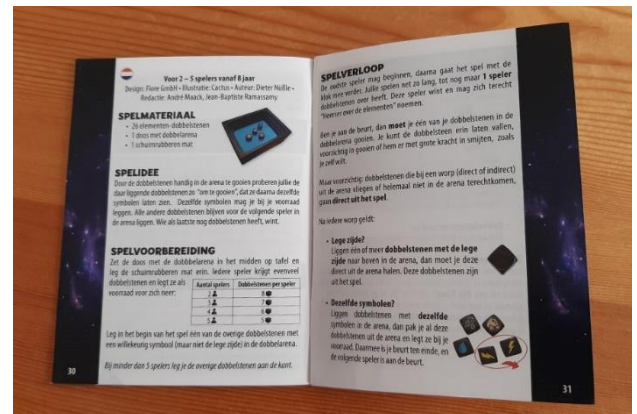 Voor 2 – 5 spelers vanaf 8 jaar
Design: Fiore GmbH • Illustratie: Cactus • Auteur: Dieter Nüßle •
Redactie: André Maack, Jean-Baptiste Ramassamy
SPELMATERIAAL
• 26 elementen-dobbelstenen
• 1 doos met dobbelarena
• 1 schuimrubberen mat
SPELIDEE
Door de dobbelstenen handig in de arena te gooien proberen jullie de
daar liggende dobbelstenen zo "om te gooien", dat ze daarna dezelfde
symbolen laten zien. Dezelfde symbolen mag je bij je voorraad
leggen. Alle andere dobbelstenen blijven voor de volgende speler in
de arena liggen. Wie als laatste nog dobbelstenen heeft, wint.
SPELVOORBEREIDING
Zet de doos met de dobbelarena in het midden op tafel en
leg de schuimrubberen mat erin. Iedere speler krijgt evenveel
dobbelstenen en legt ze als
voorraad voor zich neer:
Aantal spelers Dobbelstenen per speler
2 8
3 7
4 6
5 5
Leg in het begin van het spel één van de overige dobbelstenen met
een willekeurig symbool (maar niet de lege zijde) in de dobbelarena.
Bij minder dan 5 spelers leg je de overige dobbelstenen aan de kant.
30
SPELVERLOOP
De oudste speler mag beginnen, daarna gaat het spel met de
klok mee verder. Jullie spelen net zo lang, tot nog maar 1 speler
dobbelstenen over heeft. Deze speler wint en mag zich terecht
"Heerser over de elementen" noemen.
Ben je aan de beurt, dan moet je één van je dobbelstenen in de
dobbelarena gooien. Je kunt de dobbelsteen erin laten vallen,
voorzichtig in gooien of hem er met grote kracht in smijten, zoals
je zelf wilt.
Maar voorzichtig: dobbelstenen die bij een worp (direct of indirect)
uit de arena vliegen of helemaal niet in de arena terechtkomen,
gaan direct uit het spel.
Na iedere worp geldt:
• Lege zijde?
Liggen één of meer dobbelstenen met de lege
zijde naar boven in de arena, dan moet je deze
direct uit de arena halen. Deze dobbelstenen zijn
uit het spel.
• Dezelfde symbolen?
Liggen dobbelstenen met dezelfde
symbolen in de arena, dan pak je al deze
dobbelstenen uit de arena en legt ze bij je
voorraad. Daarmee is je beurt ten einde, en
de volgende speler is aan de beurt.
31